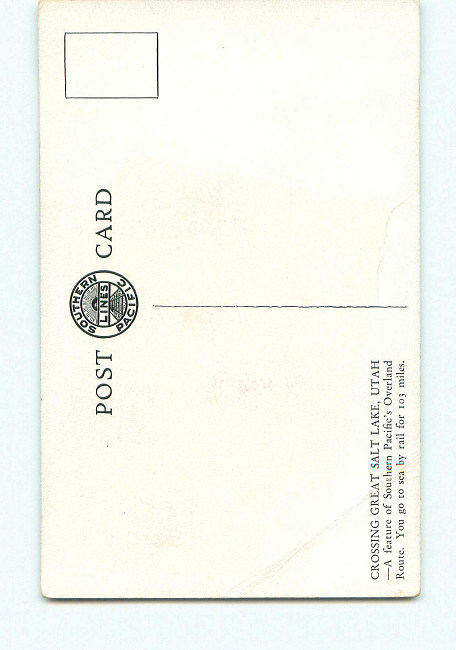 POST CARD
SOUTHERN PACIFIC
LINES
CROSSING GREAT SALT LAKE, UTAH
—A feature of Southern Pacific's Overland
Route. You go to sea by rail for 103 miles.